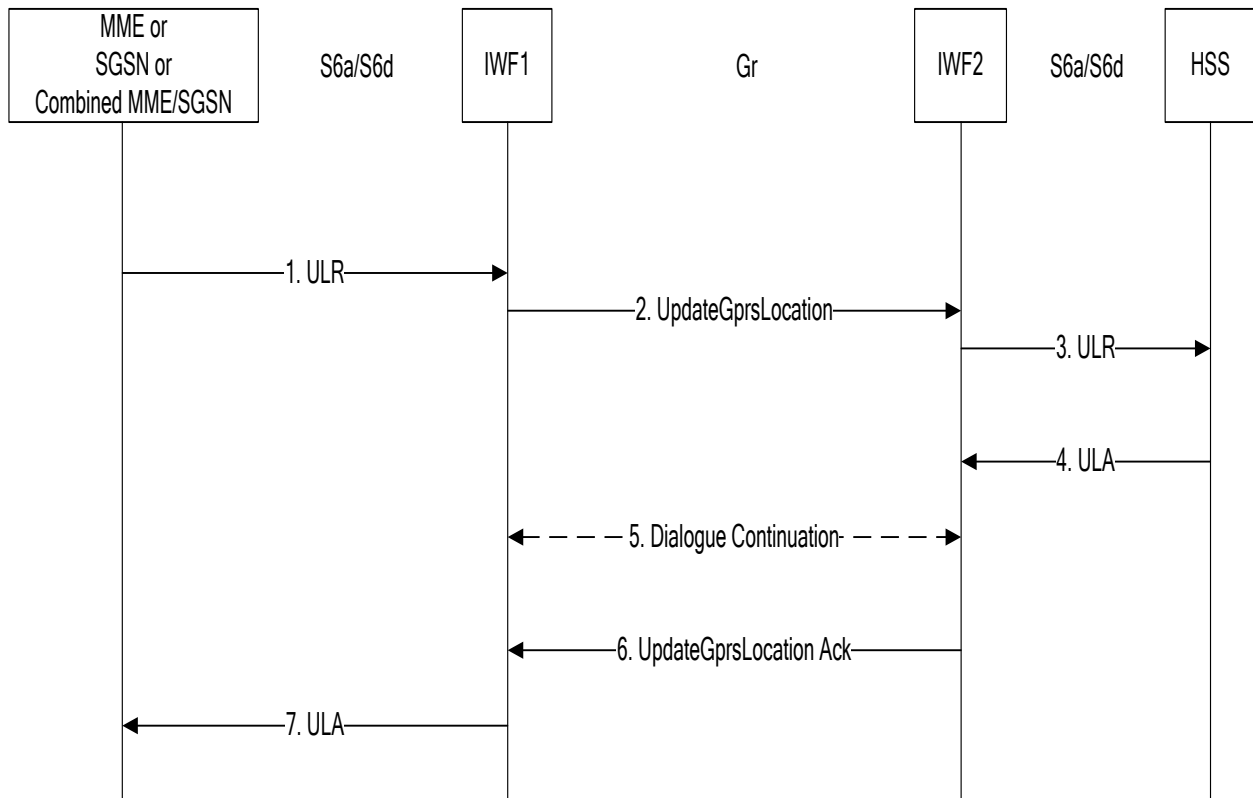 MME or
SGSN or
Combined MME/SGSN
S6a/S6d
IWF1
Gr
IWF2
S6a/S6d
HSS
1. ULR
2. UpdateGprsLocation
3. ULR
4. ULA
5. Dialogue Continuation
6. UpdateGprsLocation Ack
7. ULA